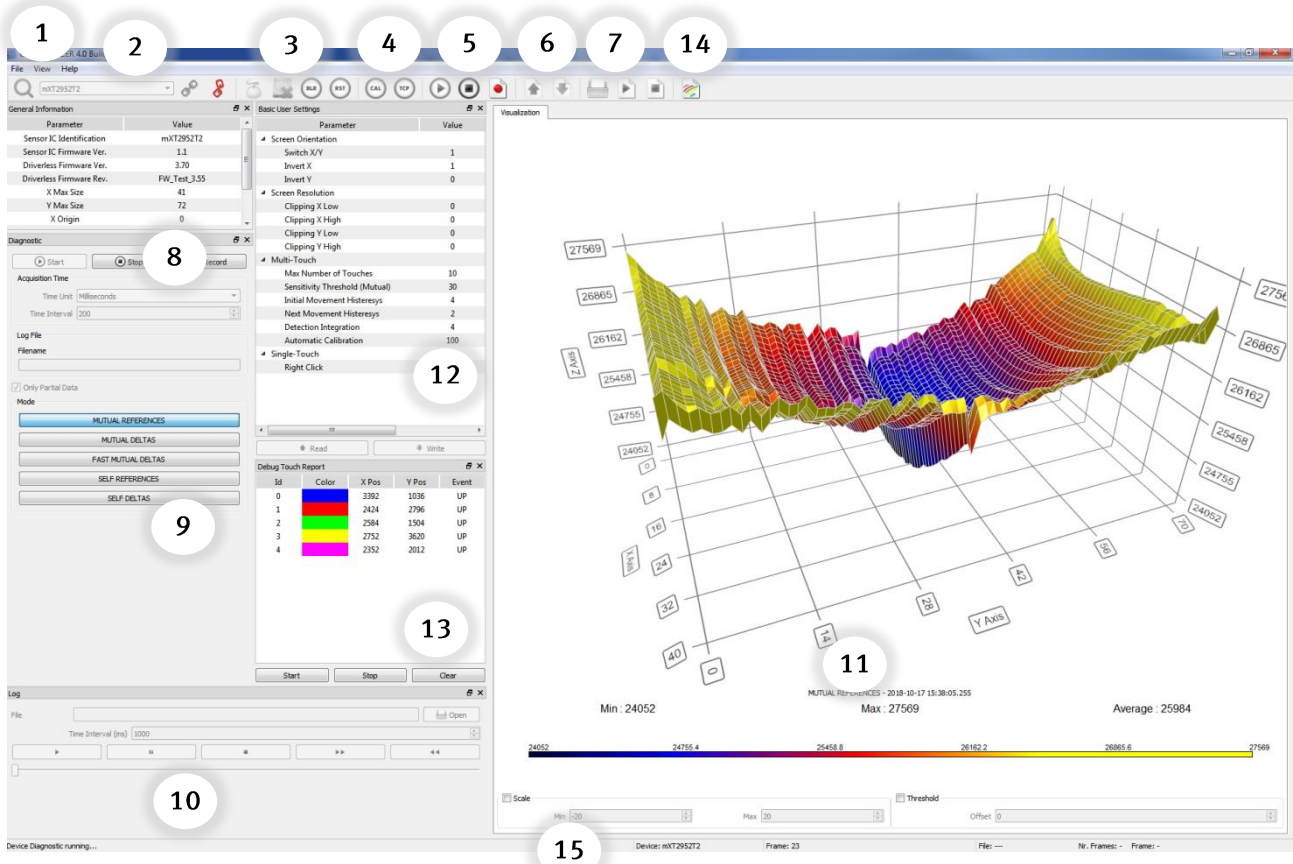 1
2
3
4
5
6
7
14
ER 4.0 Buil
File View Help
mXT2952T2
BLR
RST
CAL
TCP
General Information
Parameter Value
Sensor IC Identification mXT2952T2
Sensor IC Firmware Ver. 1.1
Driverless Firmware Ver. 3.70
Driverless Firmware Rev. FW_Test_3.55
X Max Size 41
Y Max Size 72
X Origin 0
Diagnostic
Start
Stop
8
ecord
Acquisition Time
Time Unit Milliseconds
Time Interval 200
Log File
Filename
Only Partial Data
Mode
MUTUAL REFERENCES
MUTUAL DELTAS
FAST MUTUAL DELTAS
SELF REFERENCES
SELF DELTAS
9
Basic User Settings
Parameter Value
Screen Orientation
Switch X/Y 1
Invert X 1
Invert Y 0
Screen Resolution
Clipping X Low 0
Clipping X High 0
Clipping Y Low 0
Clipping Y High 0
Multi-Touch
Max Number of Touches 10
Sensitivity Threshold (Mutual) 30
Initial Movement Histeresys 4
Next Movement Histeresys 2
Detection Integration 4
Automatic Calibration 100
Single-Touch
Right Click
12
Read
Write
Debug Touch Report
Id Color X Pos Y Pos Event
0 3392 1036 UP
1 2424 2796 UP
2 2584 1504 UP
3 2752 3620 UP
4 2352 2012 UP
13
Start
Stop
Clear
Log
File
Open
Time Interval (ms) 1000
10
Visualization
27569
26865
26162
25458
24755
24052
Z Axis
0
8
16
24
32
40
X Axis
0
14
28
42
56
70
Y Axis
2756
26865
26162
25458
24755
24052
11
MUTUAL REFERENCES - 2018-10-17 15:38:05.255
Min : 24052
Max : 27569
Average : 25984
24052 24755.4 25458.8 26162.2 26865.6 27569
Scale
Min -20
Max 20
Threshold
Offset 0
Device Diagnostic running...
15
Device: mXT2952T2
Frame: 23
File: ---
Nr. Frames: - Frame: -